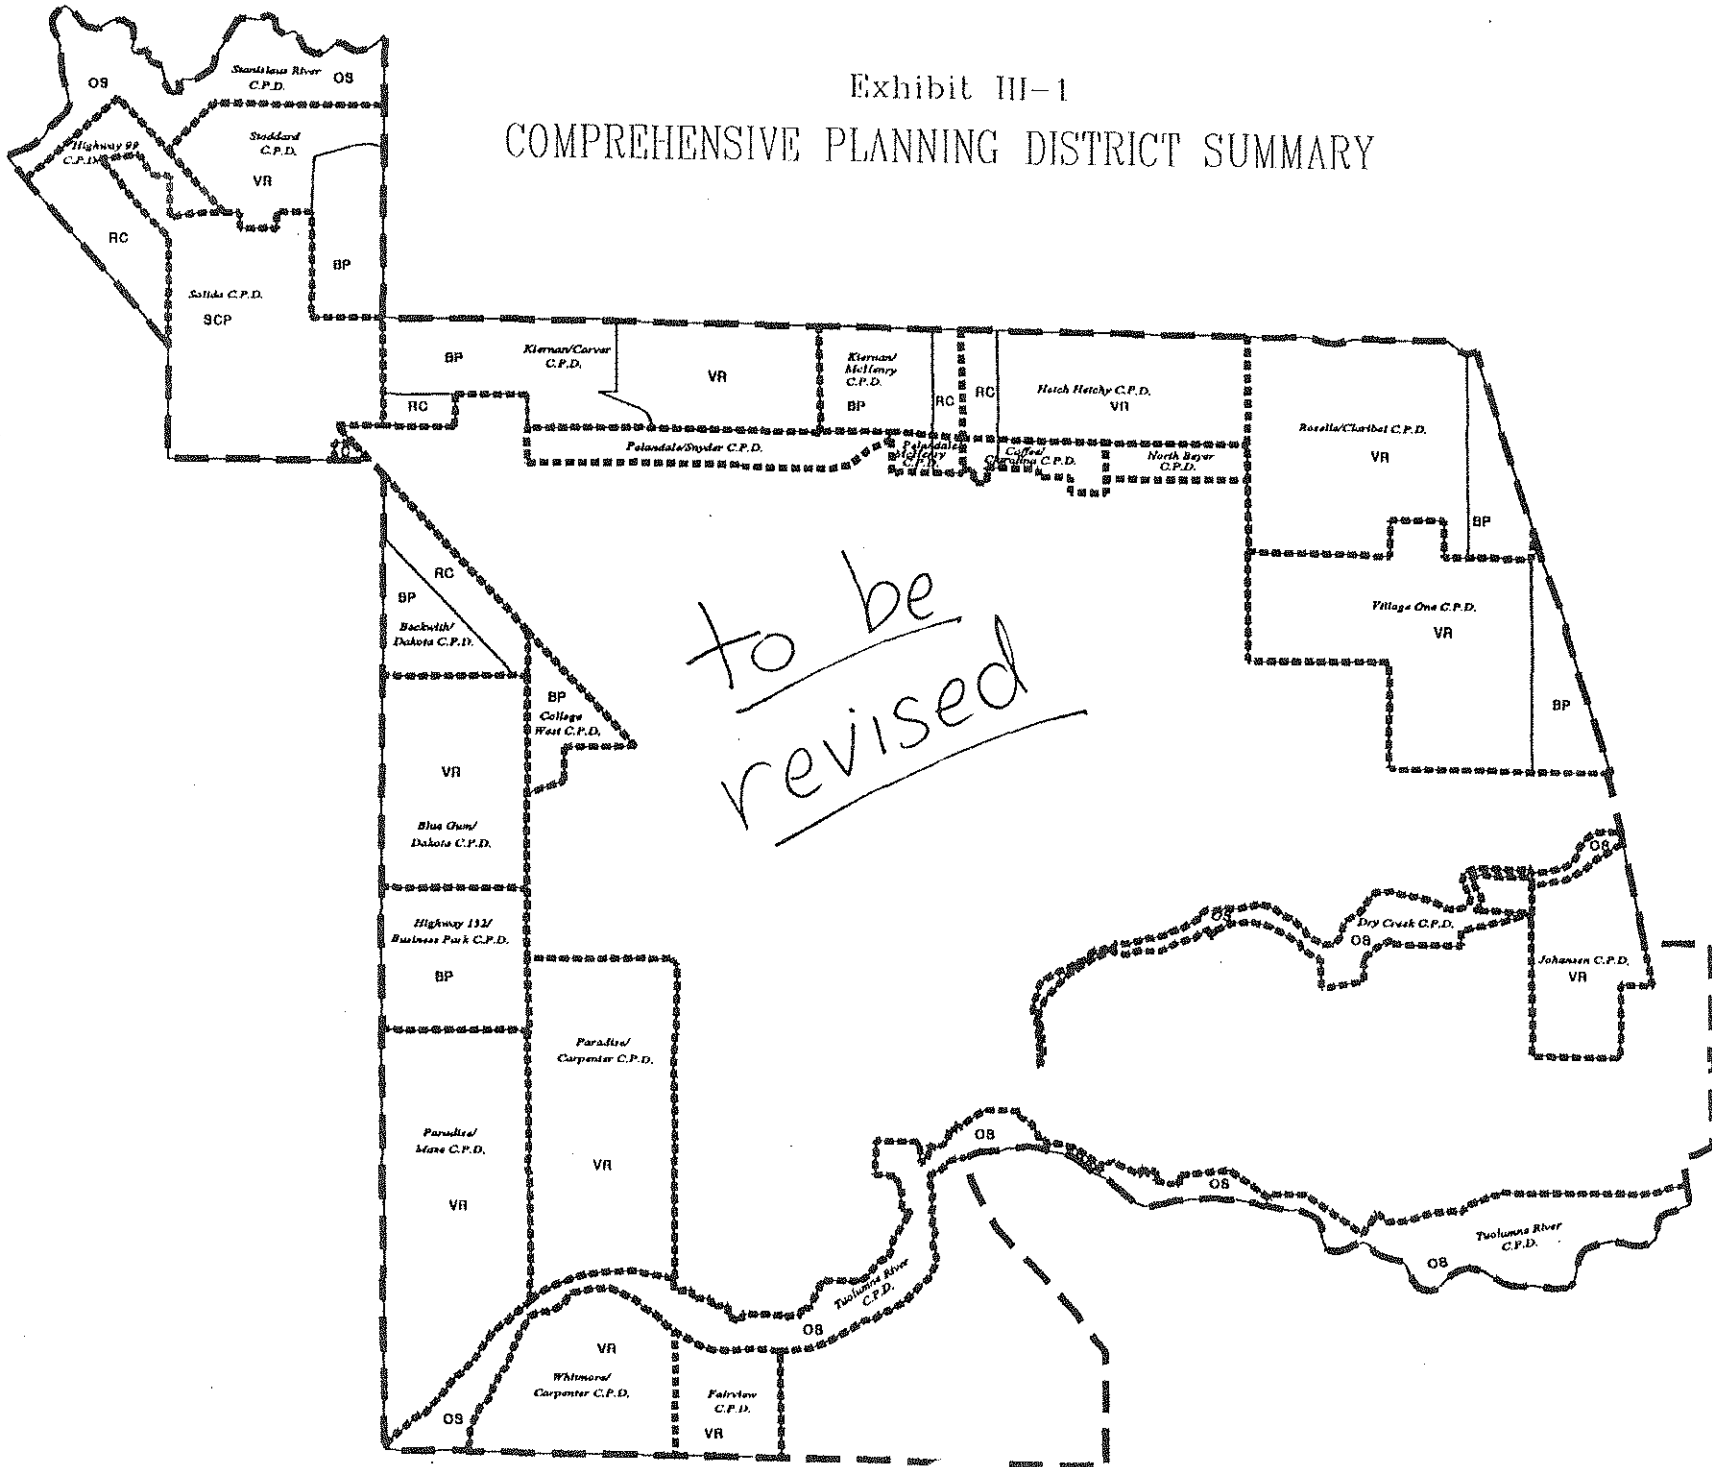 Exhibit III-1
COMPREHENSIVE PLANNING DISTRICT SUMMARY
OS
Stanislaus River
C.P.D.
OS
Highway 99
C.P.D.
Stoddard
C.P.D.
VR
RC
BP
Salida C.P.D.
SCP
BP
Kiernan/Carver
C.P.D.
VR
RC
Kiernan/
McHenry
C.P.D.
BP
RC
RC
Hetch Hetchy C.P.D.
VR
Roselle/Claribel C.P.D.
VR
BP
Pelandale/Snyder C.P.D.
Pelandale
McHenry
C.P.D.
Coffee/
Claratina C.P.D.
North Beyer
C.P.D.
RC
BP
Beckwith/
Dakota C.P.D.
BP
College
West C.P.D.
to be
revised
Village One C.P.D.
VR
BP
VR
Blue Gum/
Dakota C.P.D.
Highway 132/
Business Park C.P.D.
BP
OS
OS
Dry Creek C.P.D.
OS
Johansen C.P.D.
VR
Paradise/
Carpenter C.P.D.
VR
Paradise/
Maze C.P.D.
VR
OS
OS
Tuolumne River
C.P.D.
OS
Tuolumne River
C.P.D.
OS
VR
Whitmore/
Carpenter C.P.D.
Fairview
C.P.D.
VR
OS